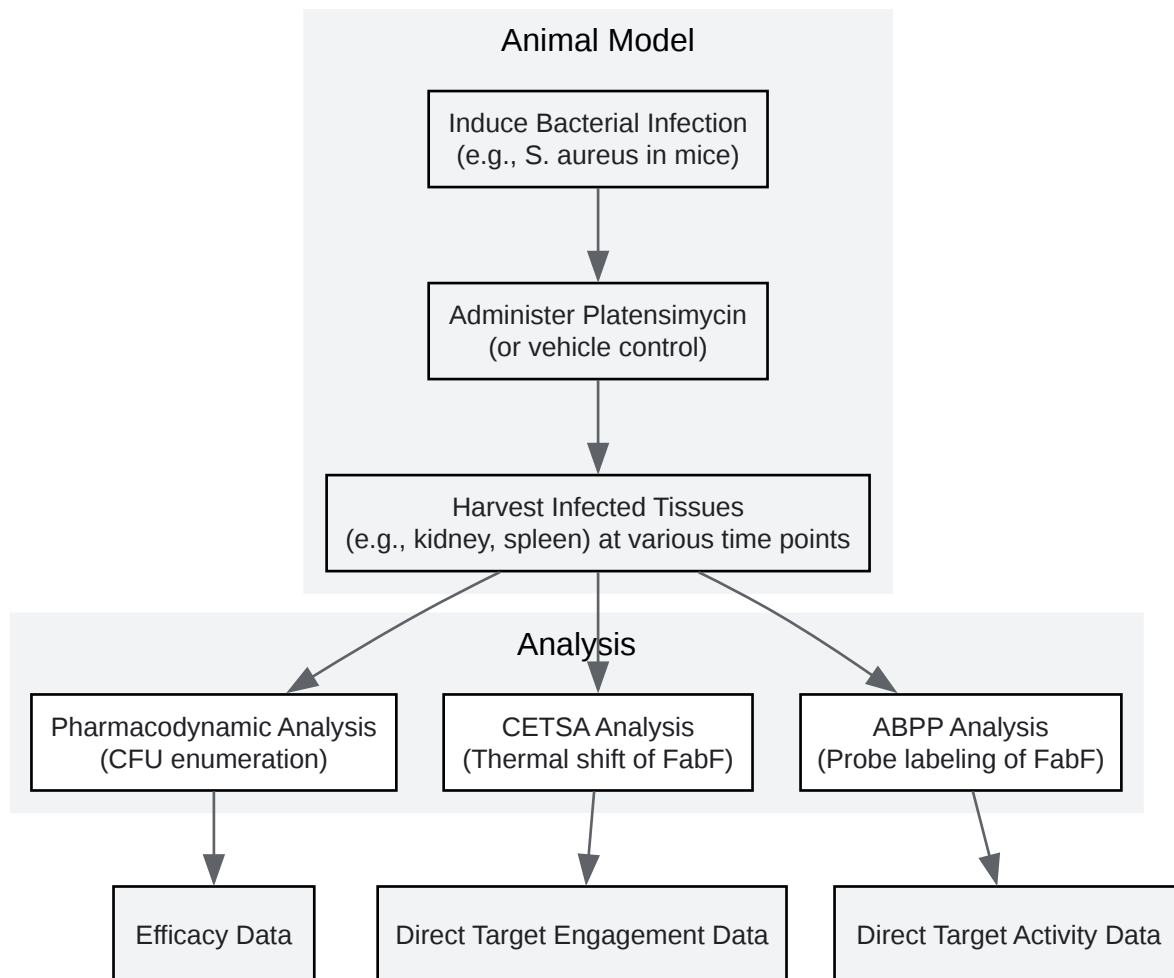 Animal Model
Induce Bacterial Infection
(e.g., S. aureus in mice)
Administer Platensimycin
(or vehicle control)
Harvest Infected Tissues
(e.g., kidney, spleen) at various time points
Analysis
Pharmacodynamic Analysis
(CFU enumeration)
CETSA Analysis
(Thermal shift of FabF)
ABPP Analysis
(Probe labeling of FabF)
Efficacy Data
Direct Target Engagement Data
Direct Target Activity Data